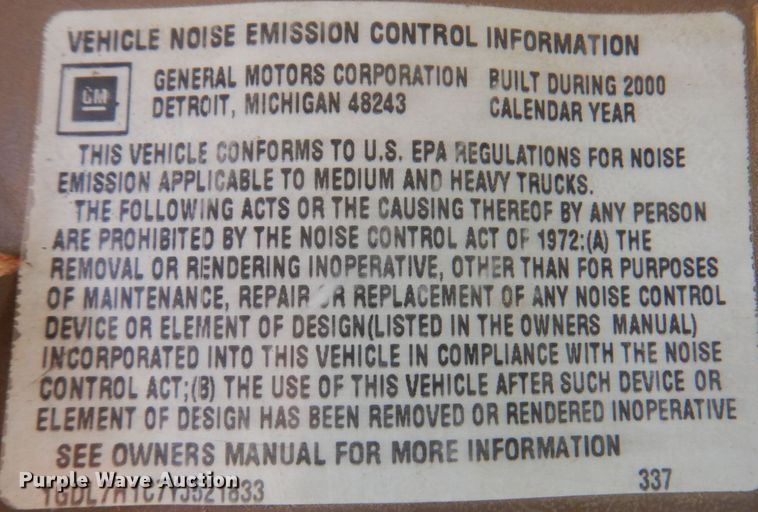 VEHICLE NOISE EMISSION CONTROL INFORMATION
GM
GENERAL MOTORS CORPORATION BUILT DURING 2000
DETROIT, MICHIGAN 48243 CALENDAR YEAR
THIS VEHICLE CONFORMS TO U.S. EPA REGULATIONS FOR NOISE
EMISSION APPLICABLE TO MEDIUM AND HEAVY TRUCKS.
THE FOLLOWING ACTS OR THE CAUSING THEREOF BY ANY PERSON
ARE PROHIBITED BY THE NOISE CONTROL ACT OF 1972:(A) THE
REMOVAL OR RENDERING INOPERATIVE, OTHER THAN FOR PURPOSES
OF MAINTENANCE, REPAIR OR REPLACEMENT OF ANY NOISE CONTROL
DEVICE OR ELEMENT OF DESIGN(LISTED IN THE OWNERS MANUAL)
INCORPORATED INTO THIS VEHICLE IN COMPLIANCE WITH THE NOISE
CONTROL ACT;(B) THE USE OF THIS VEHICLE AFTER SUCH DEVICE OR
ELEMENT OF DESIGN HAS BEEN REMOVED OR RENDERED INOPERATIVE
SEE OWNERS MANUAL FOR MORE INFORMATION
Purple Wave Auction
337